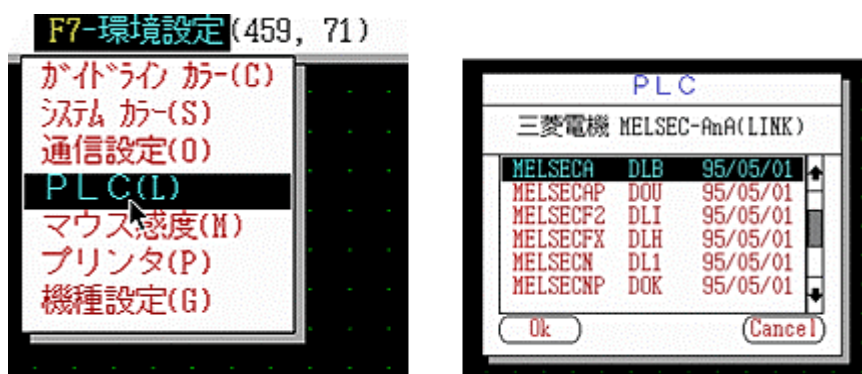 F7-環境設定(459, 71)
ガイドライン カラー(C)
システム カラー(S)
通信設定(O)
PLC(L)
マウス感度(M)
プリンタ(P)
機種設定(G)
PLC
三菱電機 MELSEC-AnA(LINK)
MELSECA DLB 95/05/01
MELSECAP DOU 95/05/01
MELSECF2 DLI 95/05/01
MELSECFX DLH 95/05/01
MELSECN DL1 95/05/01
MELSECNP DOK 95/05/01
Ok Cancel